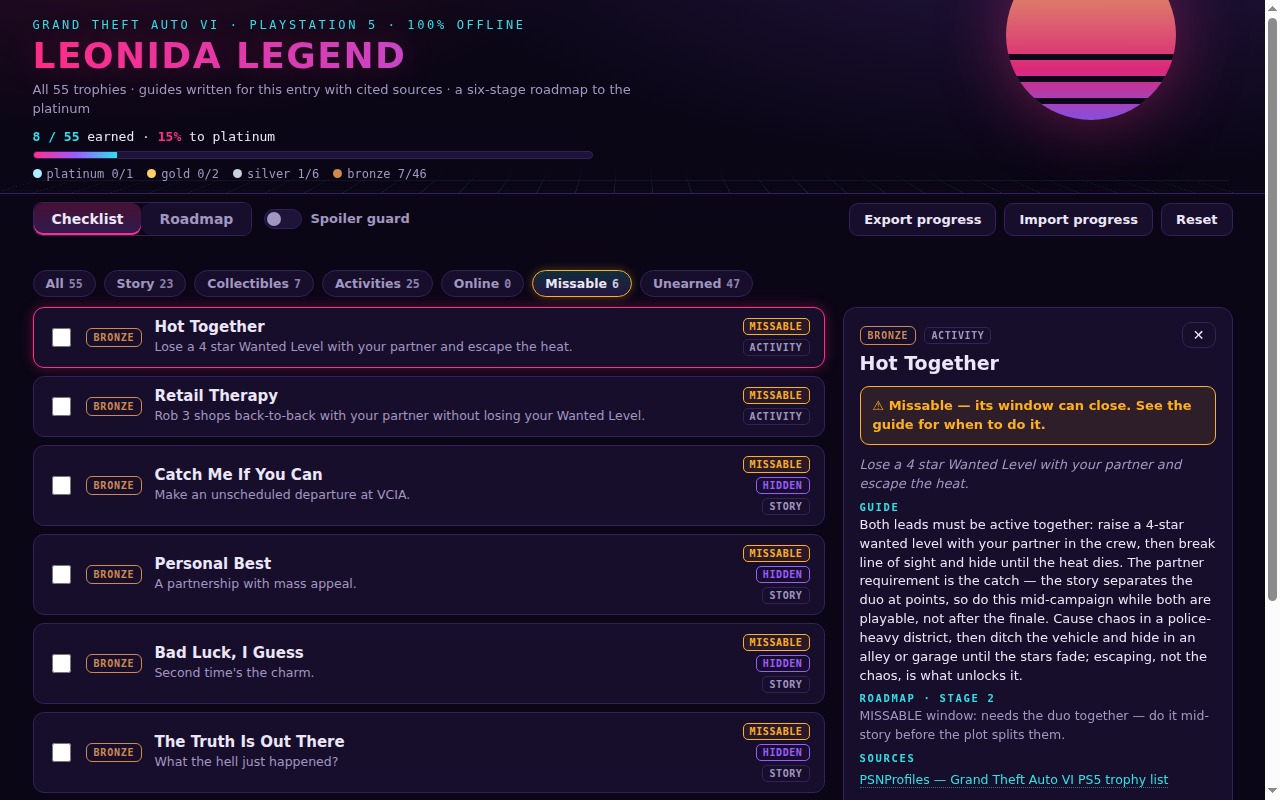 GRAND THEFT AUTO VI · PLAYSTATION 5 · 100% OFFLINE
LEONIDA LEGEND
All 55 trophies · guides written for this entry with cited sources · a six-stage roadmap to the
platinum
8 / 55 earned · 15% to platinum
platinum 0/1 gold 0/2 silver 1/6 bronze 7/46
Checklist Roadmap Spoiler guard Export progress Import progress Reset
All 55 Story 23 Collectibles 7 Activities 25 Online 0 Missable 6 Unearned 47
BRONZE
Hot Together
Lose a 4 star Wanted Level with your partner and escape the heat.
MISSABLE
ACTIVITY
BRONZE
Retail Therapy
Rob 3 shops back-to-back with your partner without losing your Wanted Level.
MISSABLE
ACTIVITY
BRONZE
Catch Me If You Can
Make an unscheduled departure at VCIA.
MISSABLE
HIDDEN
STORY
BRONZE
Personal Best
A partnership with mass appeal.
MISSABLE
HIDDEN
STORY
BRONZE
Bad Luck, I Guess
Second time's the charm.
MISSABLE
HIDDEN
STORY
BRONZE
The Truth Is Out There
What the hell just happened?
MISSABLE
HIDDEN
STORY
BRONZE ACTIVITY ✕
Hot Together
⚠ Missable — its window can close. See the
guide for when to do it.
Lose a 4 star Wanted Level with your partner and
escape the heat.
GUIDE
Both leads must be active together: raise a 4-star
wanted level with your partner in the crew, then break
line of sight and hide until the heat dies. The partner
requirement is the catch — the story separates the
duo at points, so do this mid-campaign while both are
playable, not after the finale. Cause chaos in a police-
heavy district, then ditch the vehicle and hide in an
alley or garage until the stars fade; escaping, not the
chaos, is what unlocks it.
ROADMAP · STAGE 2
MISSABLE window: needs the duo together — do it mid-
story before the plot splits them.
SOURCES
PSNProfiles — Grand Theft Auto VI PS5 trophy list